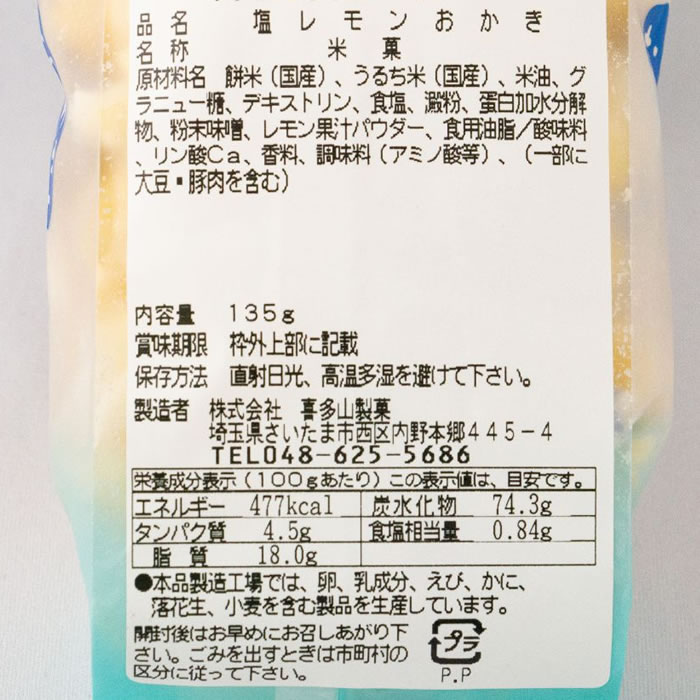 品名 塩レモンおかき
名称 米菓
原材料名 餅米（国産）、うるち米（国産）、米油、グ
ラニュー糖、デキストリン、食塩、澱粉、蛋白加水分解
物、粉末味噌、レモン果汁パウダー、食用油脂／酸味料
、リン酸Ca、香料、調味料（アミノ酸等）、（一部に
大豆・豚肉を含む）
内容量 135g
賞味期限 枠外上部に記載
保存方法 直射日光、高温多湿を避けて下さい。
製造者 株式会社 喜多山製菓
埼玉県さいたま市西区内野本郷445-4
TEL048-625-5686
栄養成分表示（100gあたり）この表示値は、目安です。
エネルギー 477kcal 炭水化物 74.3g
タンパク質 4.5g 食塩相当量 0.84g
脂質 18.0g
●本品製造工場では、卵、乳成分、えび、かに、
落花生、小麦を含む製品を生産しています。
開封後はお早めにお召しあがり下
さい。ごみを出すときは市町村の
区分に従って下さい。
プラ
P.P